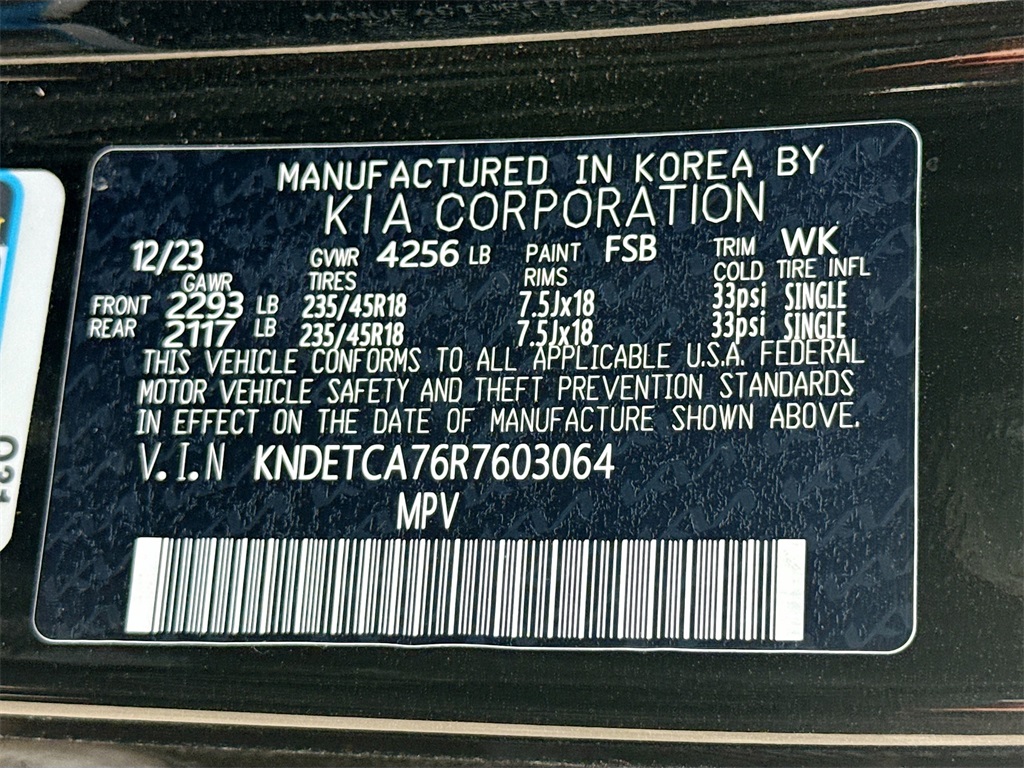 MANUFACTURED IN KOREA BY
KIA CORPORATION
12/23 GVWR 4256 LB PAINT FSB TRIM WK
GAWR TIRES RIMS COLD TIRE INFL
FRONT 2293 LB 235/45R18 7.5Jx18 33psi SINGLE
REAR 2117 LB 235/45R18 7.5Jx18 33psi SINGLE
THIS VEHICLE CONFORMS TO ALL APPLICABLE U.S.A. FEDERAL
MOTOR VEHICLE SAFETY AND THEFT PREVENTION STANDARDS
IN EFFECT ON THE DATE OF MANUFACTURE SHOWN ABOVE.
V.I.N KNDETCA76R7603064
MPV